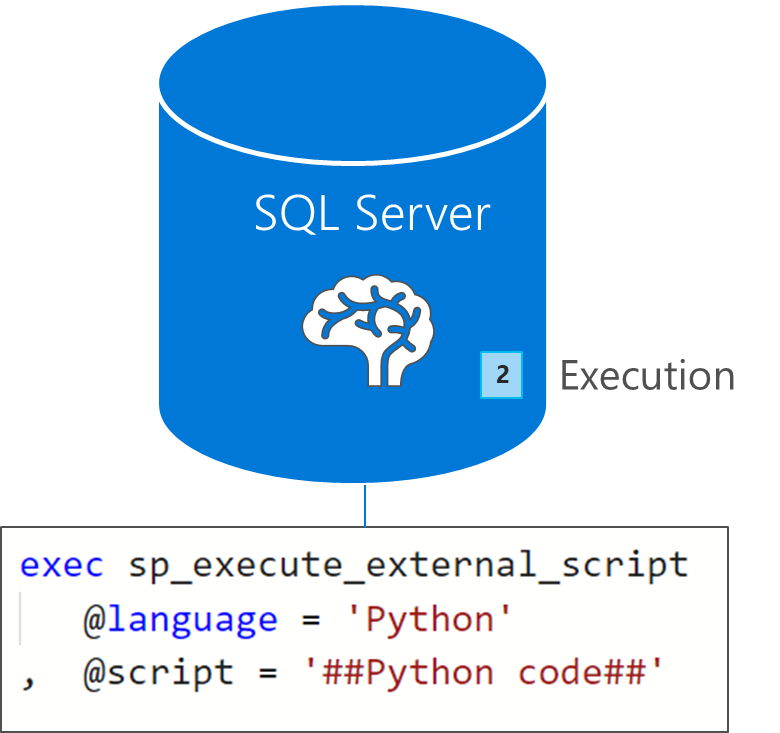 SQL Server
2 Execution
exec sp_execute_external_script
@language = 'Python'
, @script = '##Python code##'